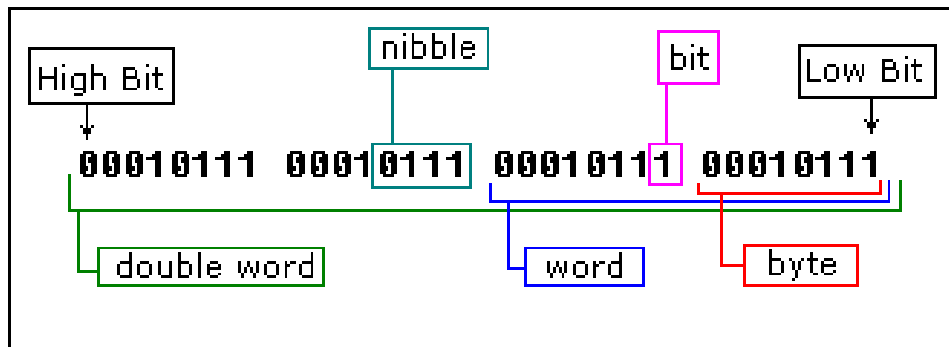 nibble
bit
High Bit
Low Bit
00010111 00010111 00010111 00010111
double word
word
byte